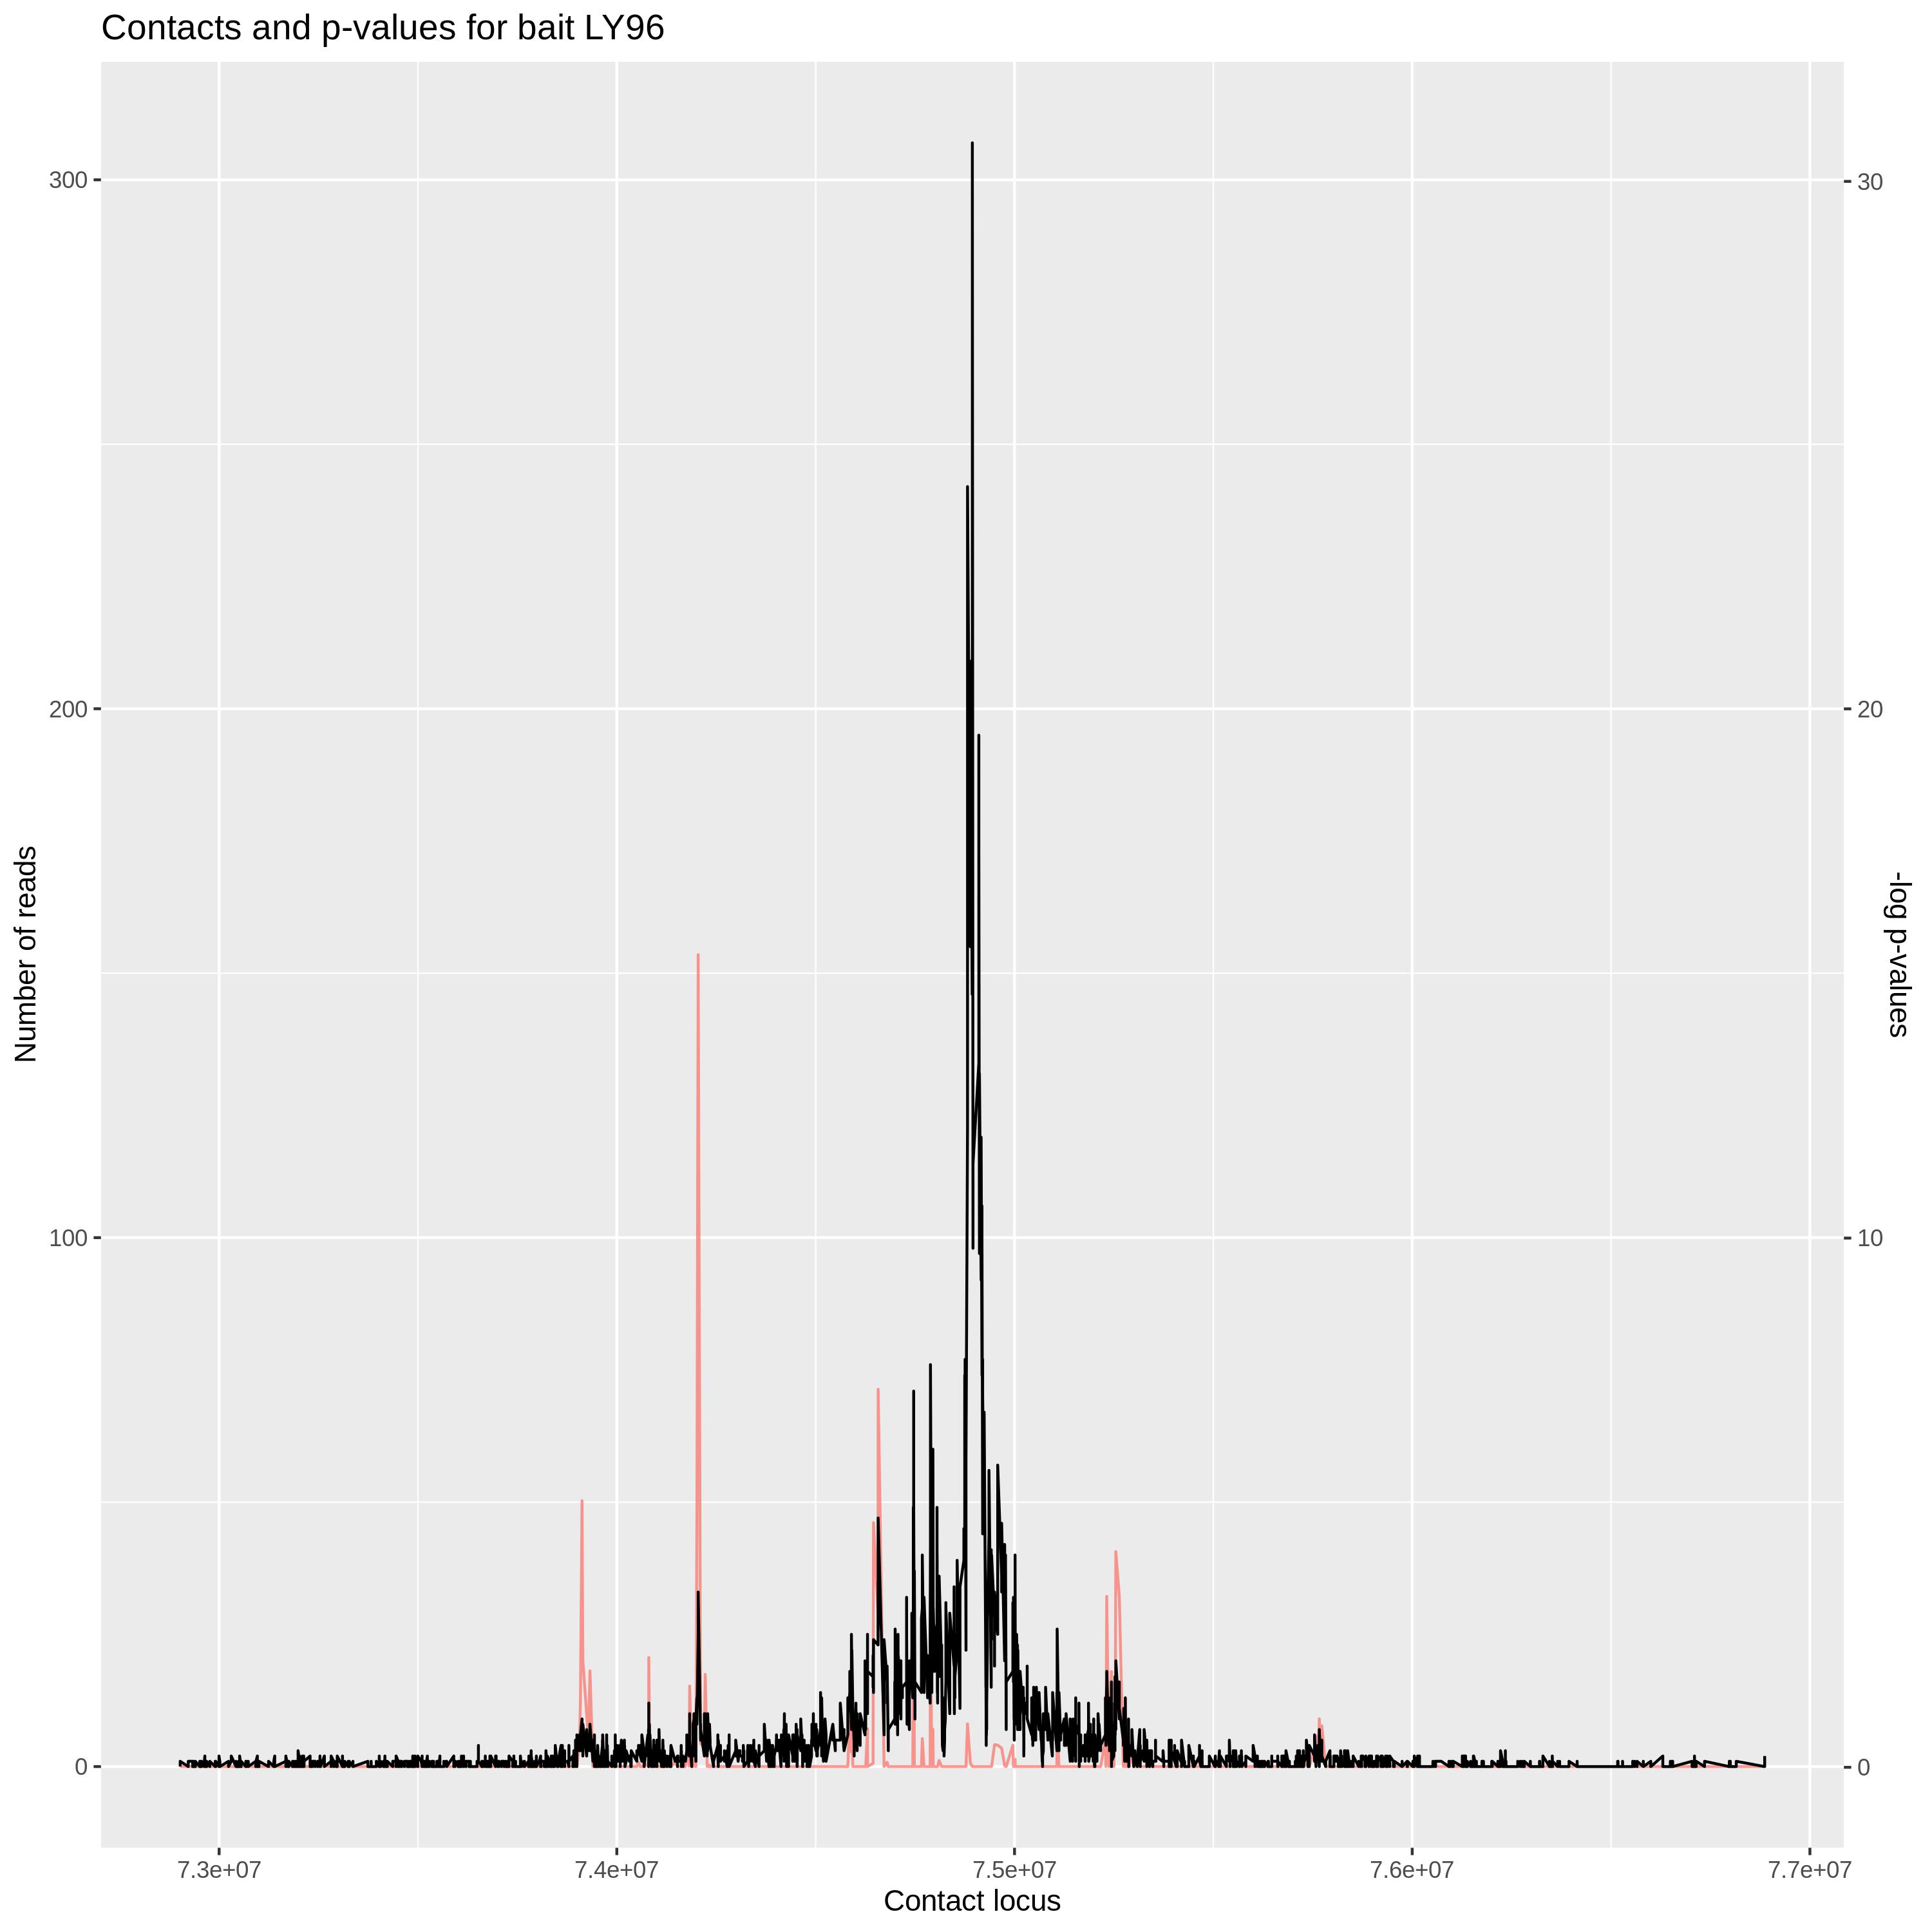 Contacts and p-values for bait LY96
300
200
100
0
Number of reads
30
20
10
0
-log p-values
7.3e+07
7.4e+07
7.5e+07
7.6e+07
7.7e+07
Contact locus